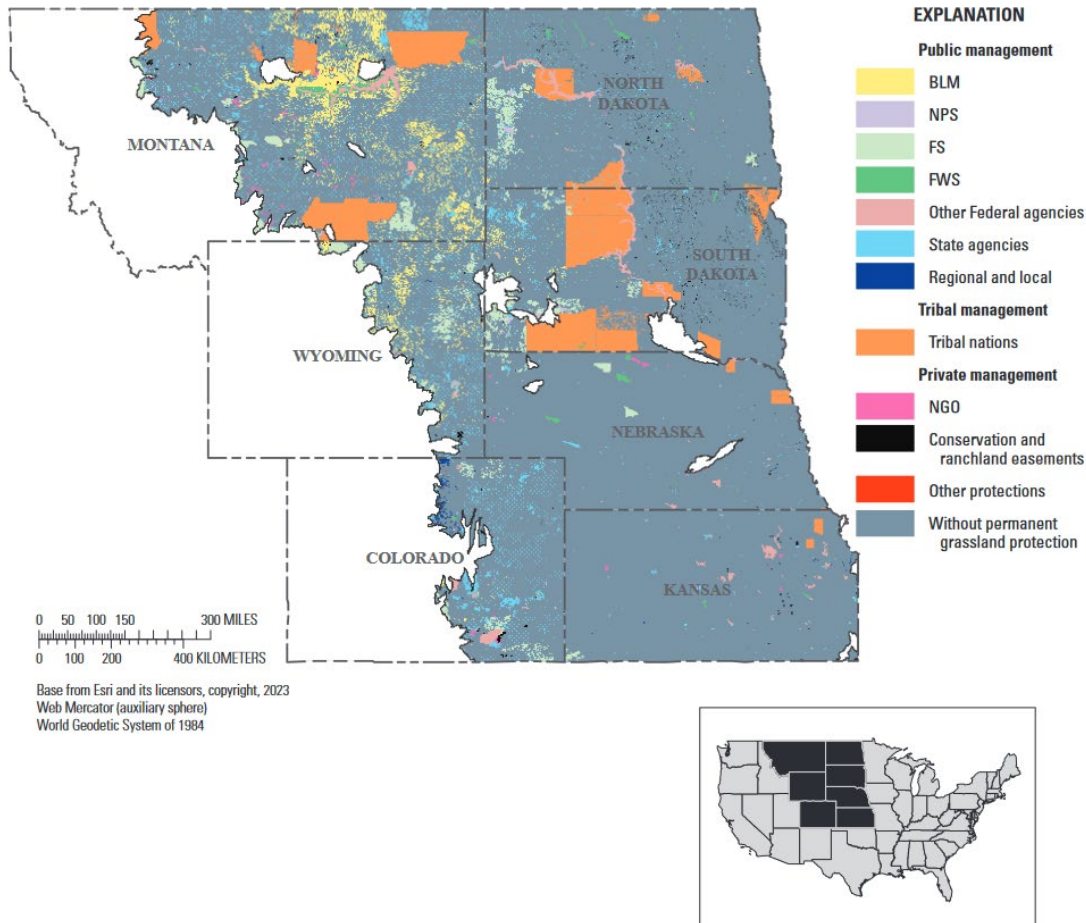 MONTANA
NORTH
DAKOTA
SOUTH
DAKOTA
WYOMING
NEBRASKA
COLORADO
KANSAS
0 50 100 150 300 MILES
0 100 200 400 KILOMETERS
Base from Esri and its licensors, copyright, 2023
Web Mercator (auxiliary sphere)
World Geodetic System of 1984
EXPLANATION
Public management
BLM
NPS
FS
FWS
Other Federal agencies
State agencies
Regional and local
Tribal management
Tribal nations
Private management
NGO
Conservation and
ranchland easements
Other protections
Without permanent
grassland protection